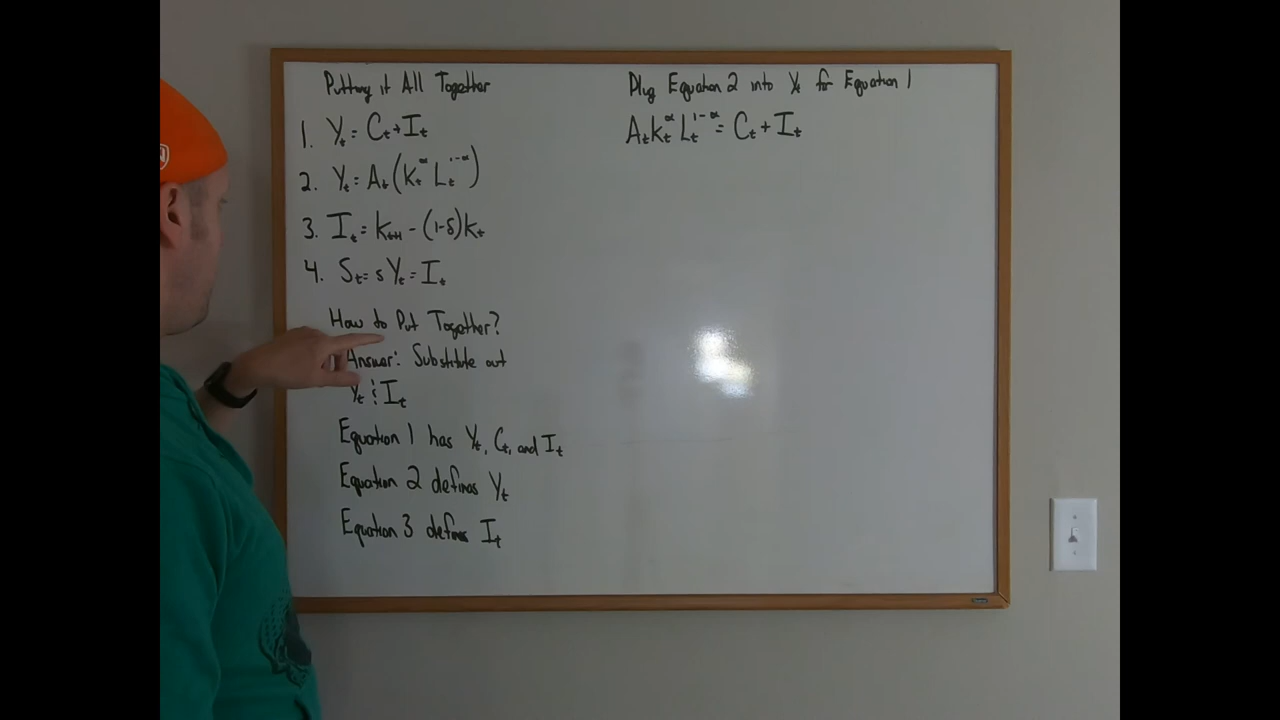 Putting it All Together
1. Yₜ = Cₜ + Iₜ
2. Yₜ = Aₜ(kₜ^α Lₜ^1-α)
3. Iₜ = kₜ₊₁ - (1-δ)kₜ
4. Sₜ = sYₜ = Iₜ
How to Put Together?
Answer: Substitute out
Yₜ & Iₜ
Equation 1 has Yₜ, Cₜ, and Iₜ
Equation 2 defines Yₜ
Equation 3 defines Iₜ
Plug Equation 2 into Yₜ for Equation 1
Aₜkₜ^α Lₜ^1-α = Cₜ + Iₜ